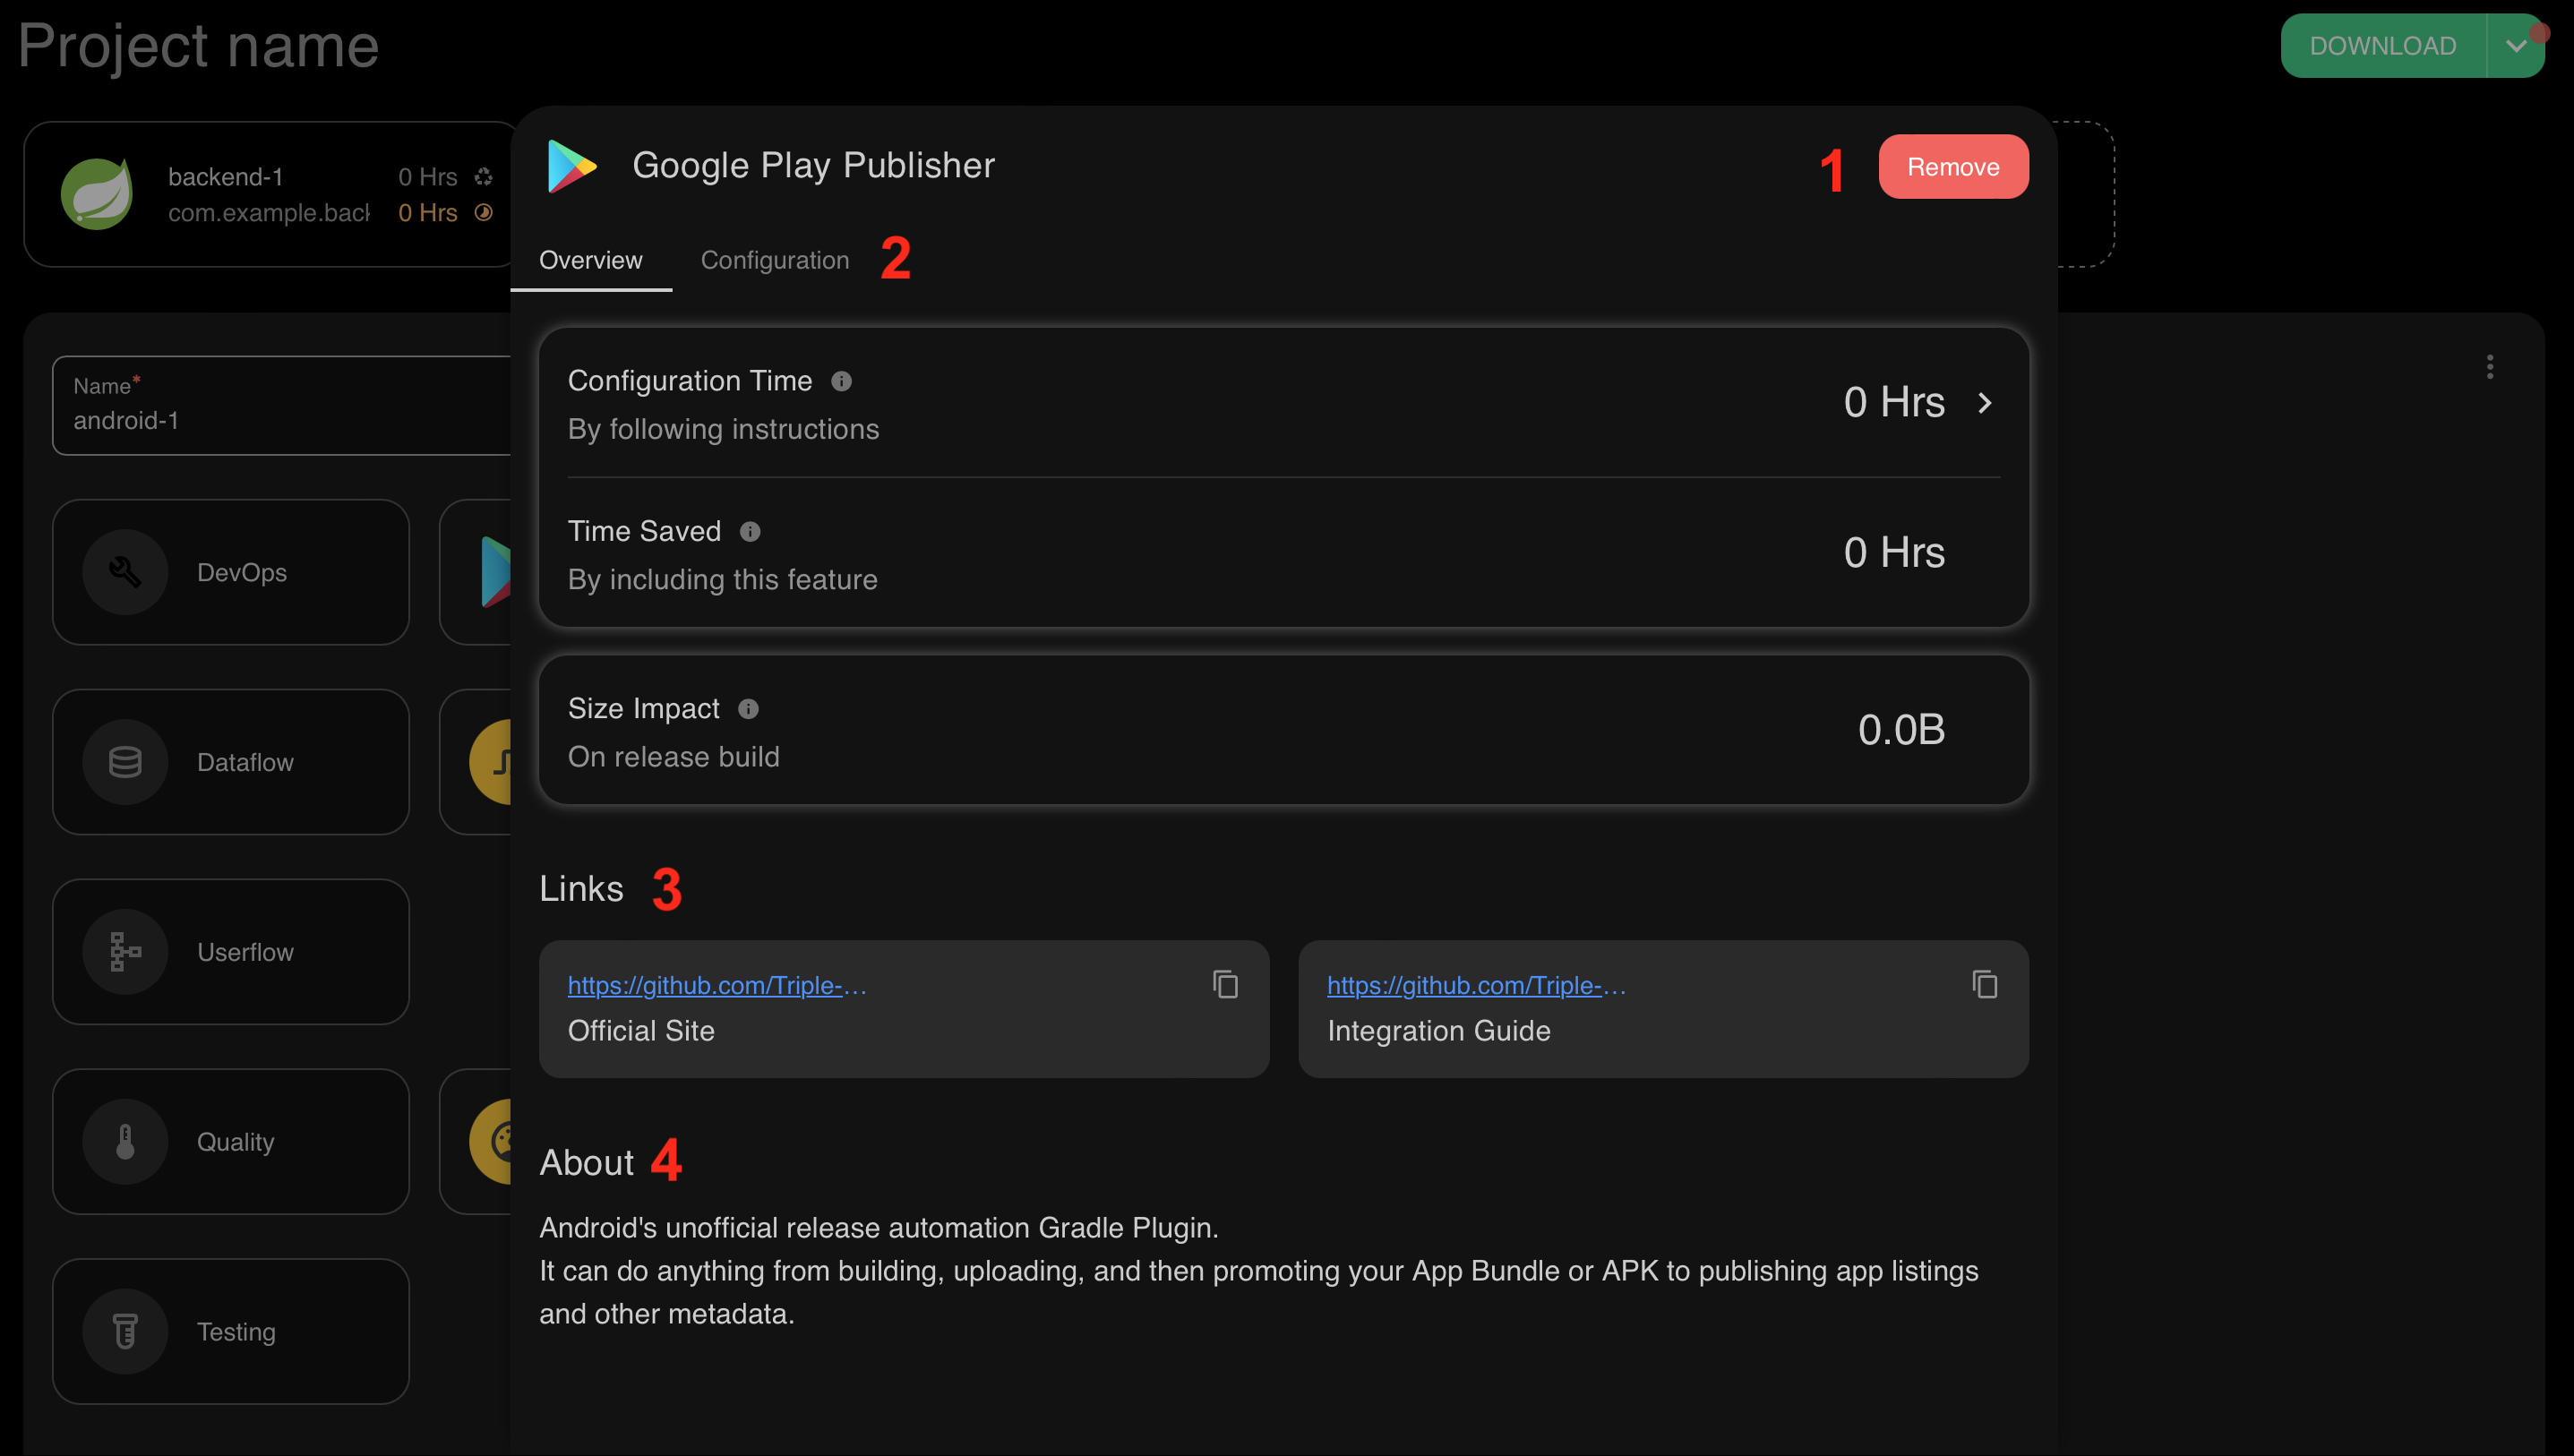 Project name
DOWNLOAD
backend-1
0 Hrs
com.example.back
0 Hrs
Google Play Publisher
1
Remove
Overview
Configuration
2
Name*
android-1
Configuration Time
By following instructions
0 Hrs
Time Saved
By including this feature
0 Hrs
Size Impact
On release build
0.0B
DevOps
Dataflow
Userflow
Quality
Testing
Links
3
https://github.com/Triple-...
Official Site
https://github.com/Triple-...
Integration Guide
About
4
Android's unofficial release automation Gradle Plugin.
It can do anything from building, uploading, and then promoting your App Bundle or APK to publishing app listings
and other metadata.